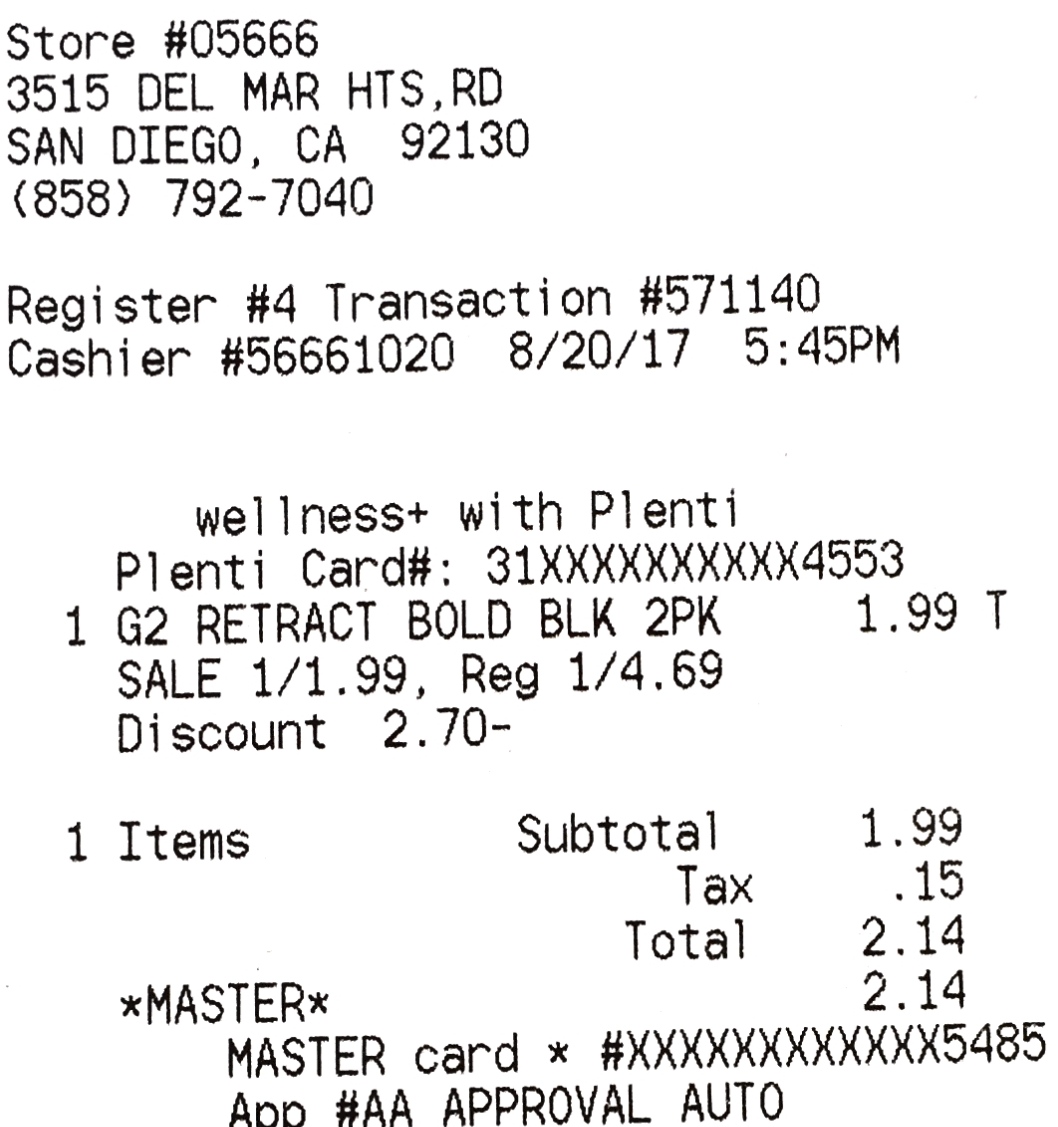 Store #05666
3515 DEL MAR HTS,RD
SAN DIEGO, CA 92130
(858) 792-7040
Register #4 Transaction #571140
Cashier #56661020 8/20/17 5:45PM
wellness+ with Plenti
Plenti Card#: 31XXXXXXXXXX4553
1 G2 RETRACT BOLD BLK 2PK 1.99 T
SALE 1/1.99, Reg 1/4.69
Discount 2.70-
1 Items Subtotal 1.99
Tax .15
Total 2.14
*MASTER* 2.14
MASTER card * #XXXXXXXXXXXX5485
App #AA APPROVAL AUTO